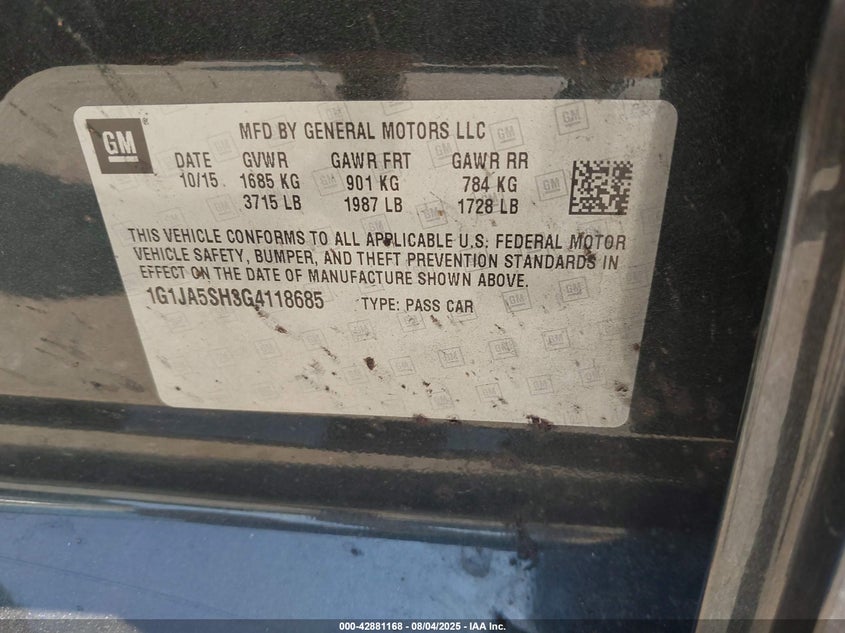 GM
®
MFD BY GENERAL MOTORS LLC
DATE GVWR GAWR FRT GAWR RR
10/15 1685 KG 901 KG 784 KG
3715 LB 1987 LB 1728 LB
THIS VEHICLE CONFORMS TO ALL APPLICABLE U.S. FEDERAL MOTOR
VEHICLE SAFETY, BUMPER, AND THEFT PREVENTION STANDARDS IN
EFFECT ON THE DATE OF MANUFACTURE SHOWN ABOVE.
1G1JA5SH3G4118685 TYPE: PASS CAR
000-42881168 - 08/04/2025 - IAA Inc.